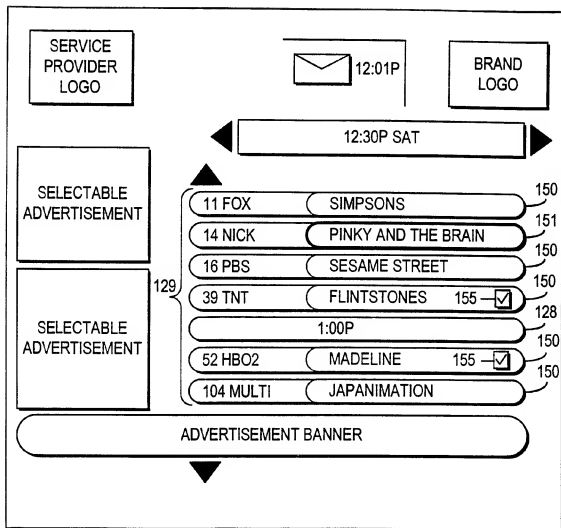 SERVICE
PROVIDER
LOGO
12:01P
BRAND
LOGO
12:30P SAT
SELECTABLE
ADVERTISEMENT
11 FOX SIMPSONS 150
14 NICK PINKY AND THE BRAIN 151
16 PBS SESAME STREET 150
129
39 TNT FLINTSTONES 155 150
SELECTABLE
ADVERTISEMENT
1:00P 128
52 HBO2 MADELINE 155 150
104 MULTI JAPANIMATION 150
ADVERTISEMENT BANNER